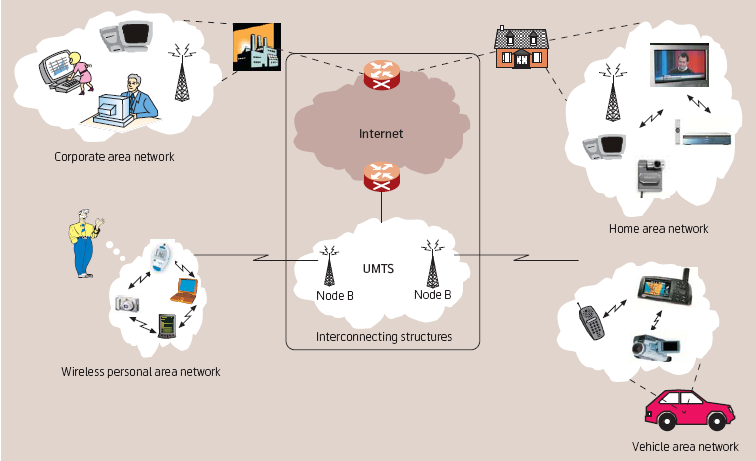 Corporate area network
Internet
Home area network
UMTS
Node B
Node B
Interconnecting structures
Wireless personal area network
Vehicle area network